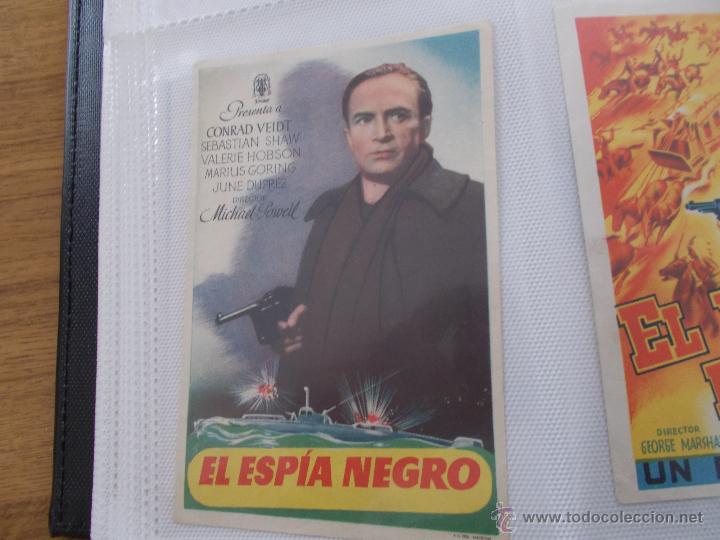 Presenta a
CONRAD VEIDT
SEBASTIAN SHAW
VALERIE HOBSON
MARIUS GORING
JUNE DUPREZ
DIRECTOR
Michael Powell
EL ESPÍA NEGRO
EL
DIRECTOR
GEORGE MARSHA
UN
© www.todocoleccion.net